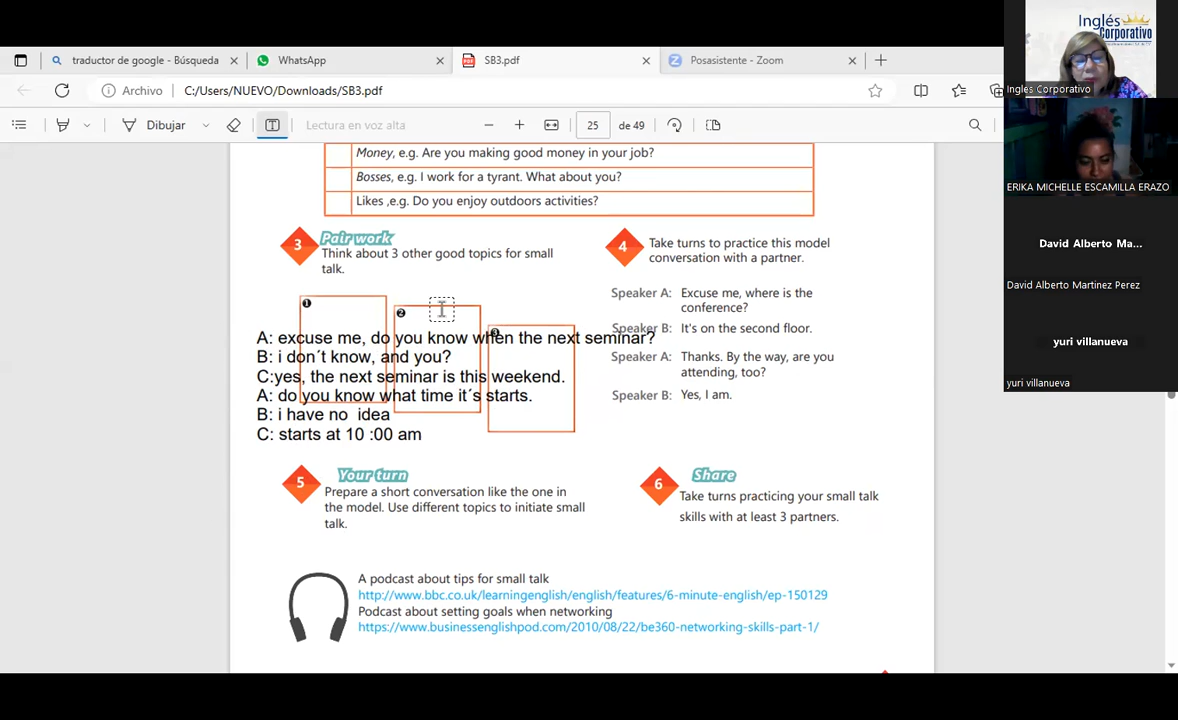 traductor de google - Búsqueda
WhatsApp
SB3.pdf
Posasistente - Zoom
Archivo
C:/Users/NUEVO/Downloads/SB3.pdf
Dibujar
Lectura en voz alta
25
de 49
Money, e.g. Are you making good money in your job?
Bosses, e.g. I work for a tyrant. What about you?
Likes ,e.g. Do you enjoy outdoors activities?
3
Pair work
Think about 3 other good topics for small
talk.
1
2
3
A: excuse me, do you know when the next seminar?
B: i don´t know, and you?
C:yes, the next seminar is this weekend.
A: do you know what time it´s starts.
B: i have no  idea
C: starts at 10 :00 am
4
Take turns to practice this model
conversation with a partner.
Speaker A: Excuse me, where is the
conference?
Speaker B: It's on the second floor.
Speaker A: Thanks. By the way, are you
attending, too?
Speaker B: Yes, I am.
5
Your turn
Prepare a short conversation like the one in
the model. Use different topics to initiate small
talk.
6
Share
Take turns practicing your small talk
skills with at least 3 partners.
A podcast about tips for small talk
http://www.bbc.co.uk/learningenglish/english/features/6-minute-english/ep-150129
Podcast about setting goals when networking
https://www.businessenglishpod.com/2010/08/22/be360-networking-skills-part-1/
Inglés
Corporativo
Ingles Corporativo
ERIKA MICHELLE ESCAMILLA ERAZO
David Alberto Ma...
David Alberto Martinez Perez
yuri villanueva
yuri villanueva